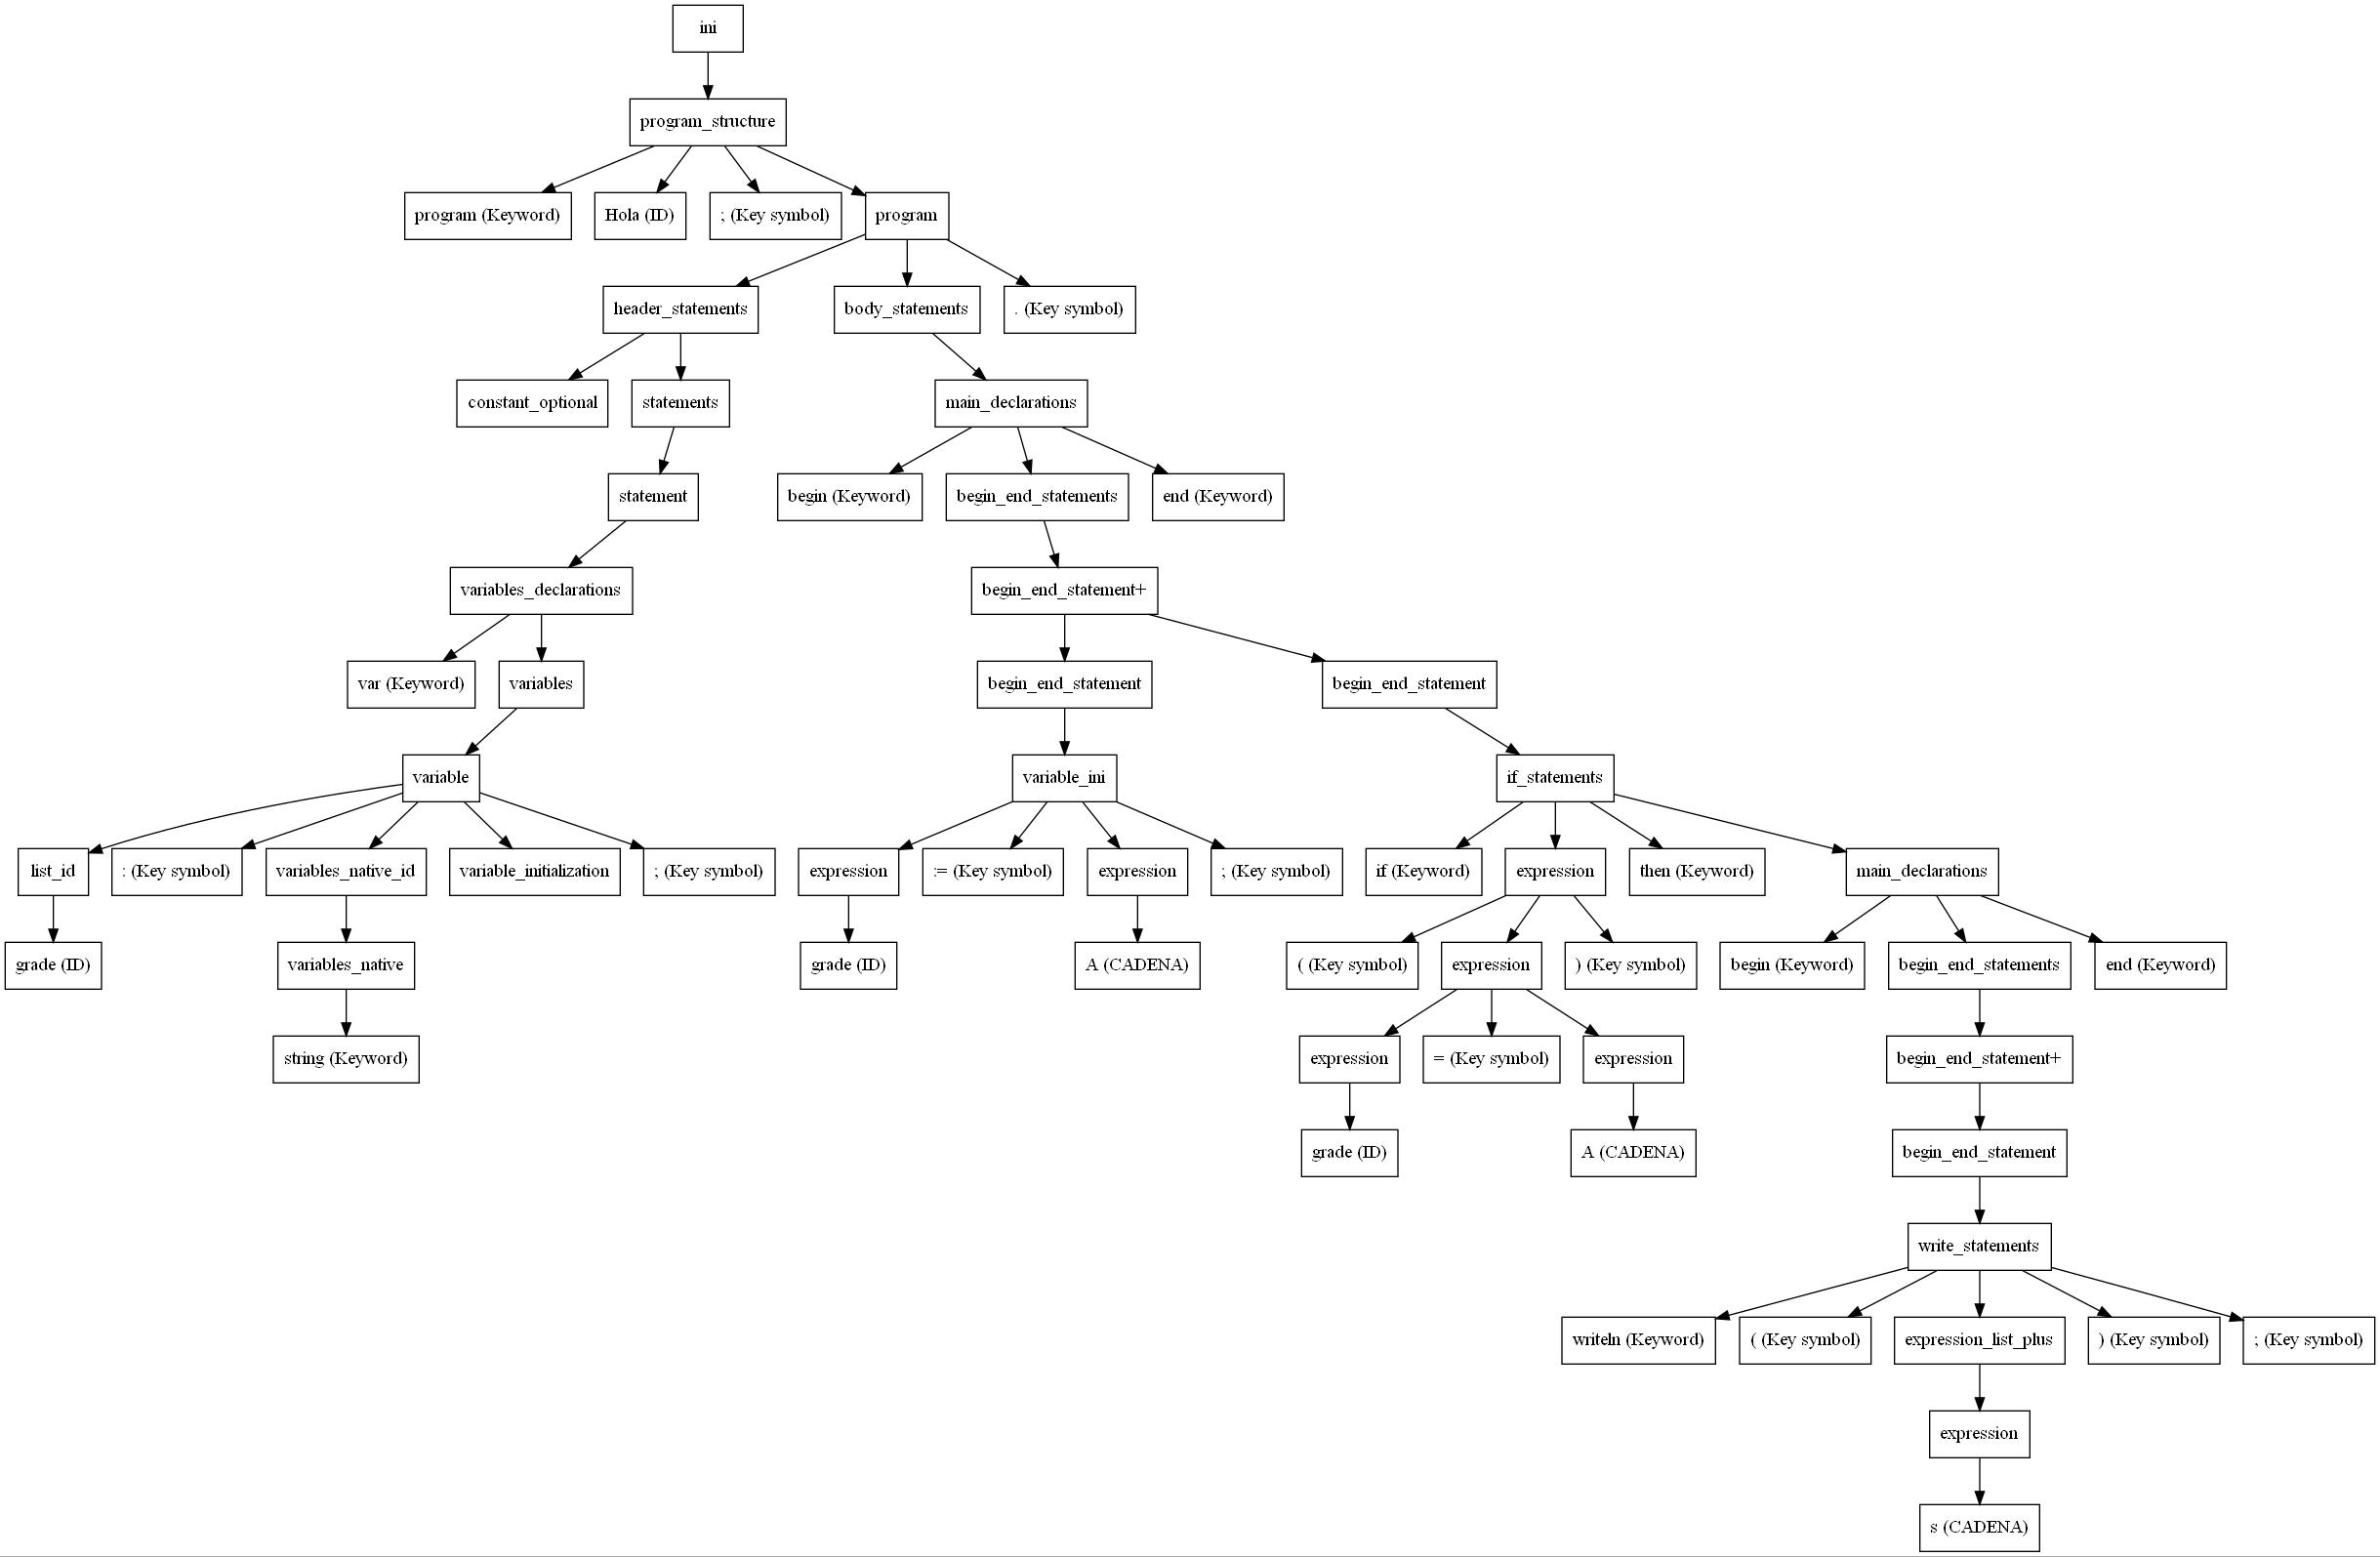 ini
program_structure
program (Keyword)
Hola (ID)
; (Key symbol)
program
header_statements
body_statements
. (Key symbol)
constant_optional
statements
main_declarations
statement
begin (Keyword)
begin_end_statements
end (Keyword)
variables_declarations
begin_end_statement+
var (Keyword)
variables
begin_end_statement
begin_end_statement
variable
variable_ini
if_statements
list_id
: (Key symbol)
variables_native_id
variable_initialization
; (Key symbol)
expression
:= (Key symbol)
expression
; (Key symbol)
if (Keyword)
expression
then (Keyword)
main_declarations
grade (ID)
variables_native
grade (ID)
A (CADENA)
( (Key symbol)
expression
) (Key symbol)
begin (Keyword)
begin_end_statements
end (Keyword)
string (Keyword)
expression
= (Key symbol)
expression
begin_end_statement+
grade (ID)
A (CADENA)
begin_end_statement
write_statements
writeln (Keyword)
( (Key symbol)
expression_list_plus
) (Key symbol)
; (Key symbol)
expression
s (CADENA)